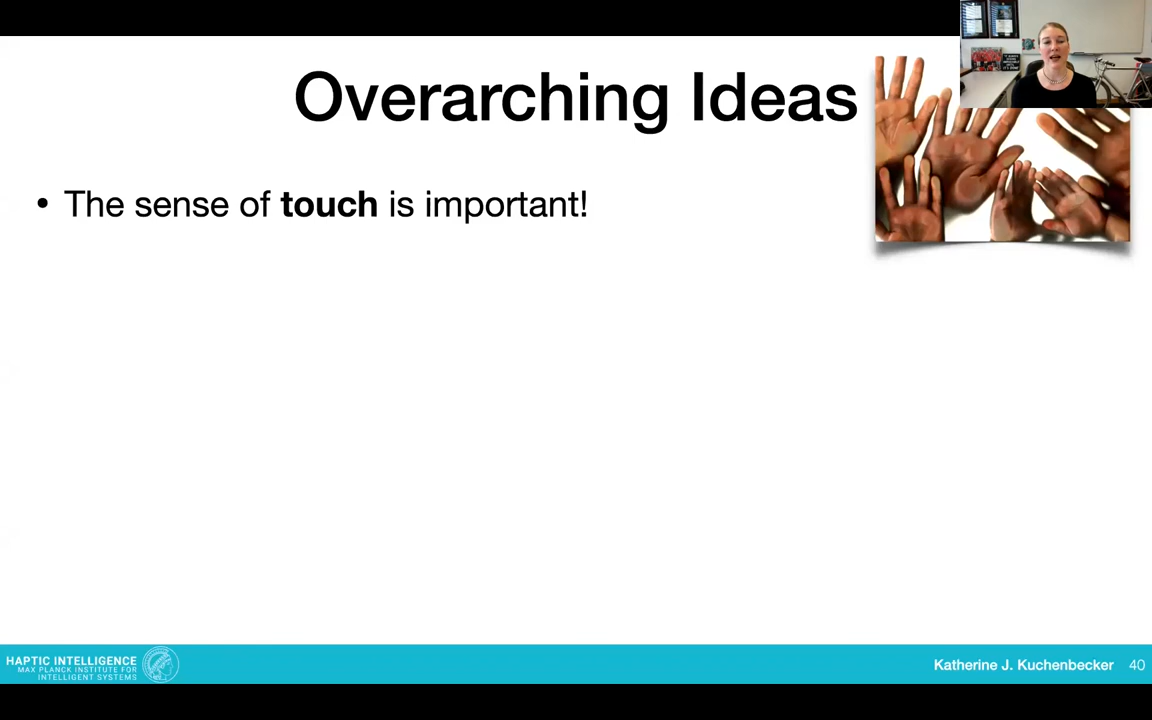 Overarching Ideas
• The sense of touch is important!
HAPTIC INTELLIGENCE
MAX PLANCK INSTITUTE FOR
INTELLIGENT SYSTEMS
Katherine J. Kuchenbecker 40